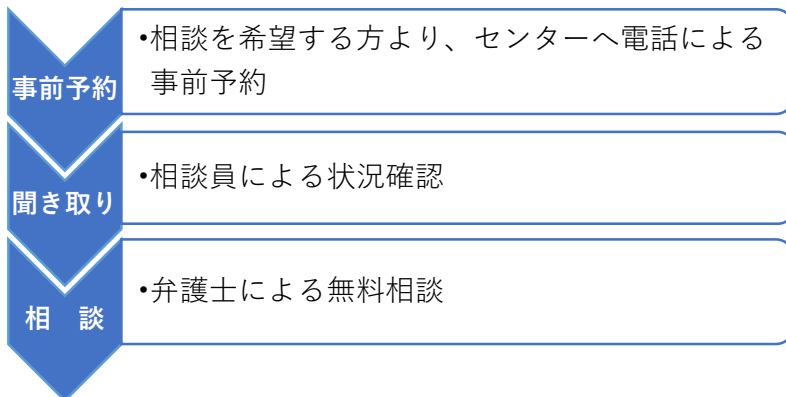 事前予約
•相談を希望する方より、センターへ電話による
事前予約
聞き取り
•相談員による状況確認
相　談
•弁護士による無料相談